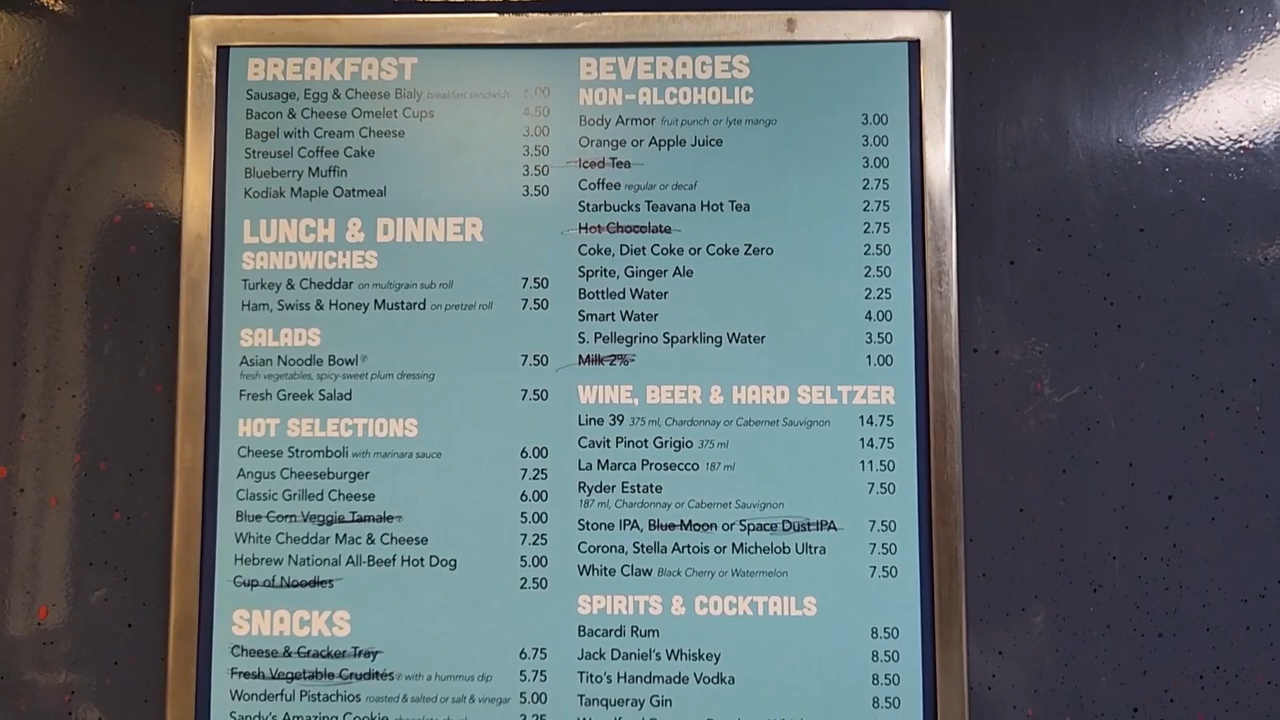 BREAKFAST
Sausage, Egg & Cheese Bialy breakfast sandwich 6.00
Bacon & Cheese Omelet Cups 4.50
Bagel with Cream Cheese 3.00
Streusel Coffee Cake 3.50
Blueberry Muffin 3.50
Kodiak Maple Oatmeal 3.50
LUNCH & DINNER
SANDWICHES
Turkey & Cheddar on multigrain sub roll 7.50
Ham, Swiss & Honey Mustard on pretzel roll 7.50
SALADS
Asian Noodle Bowl 7.50
fresh vegetables, spicy-sweet plum dressing
Fresh Greek Salad 7.50
HOT SELECTIONS
Cheese Stromboli with marinara sauce 6.00
Angus Cheeseburger 7.25
Classic Grilled Cheese 6.00
Blue Corn Veggie Tamale 5.00
White Cheddar Mac & Cheese 7.25
Hebrew National All-Beef Hot Dog 5.00
Cup of Noodles 2.50
SNACKS
Cheese & Cracker Tray 6.75
Fresh Vegetable Crudités with a hummus dip 5.75
Wonderful Pistachios roasted & salted or salt & vinegar 5.00
Sandy's Amazing Cookie 3.25
BEVERAGES
NON-ALCOHOLIC
Body Armor fruit punch or lyte mango 3.00
Orange or Apple Juice 3.00
Iced Tea 3.00
Coffee regular or decaf 2.75
Starbucks Teavana Hot Tea 2.75
Hot Chocolate 2.75
Coke, Diet Coke or Coke Zero 2.50
Sprite, Ginger Ale 2.50
Bottled Water 2.25
Smart Water 4.00
S. Pellegrino Sparkling Water 3.50
Milk 2% 1.00
WINE, BEER & HARD SELTZER
Line 39 375 ml, Chardonnay or Cabernet Sauvignon 14.75
Cavit Pinot Grigio 375 ml 14.75
La Marca Prosecco 187 ml 11.50
Ryder Estate 7.50
187 ml, Chardonnay or Cabernet Sauvignon
Stone IPA, Blue Moon or Space Dust IPA 7.50
Corona, Stella Artois or Michelob Ultra 7.50
White Claw Black Cherry or Watermelon 7.50
SPIRITS & COCKTAILS
Bacardi Rum 8.50
Jack Daniel's Whiskey 8.50
Tito's Handmade Vodka 8.50
Tanqueray Gin 8.50